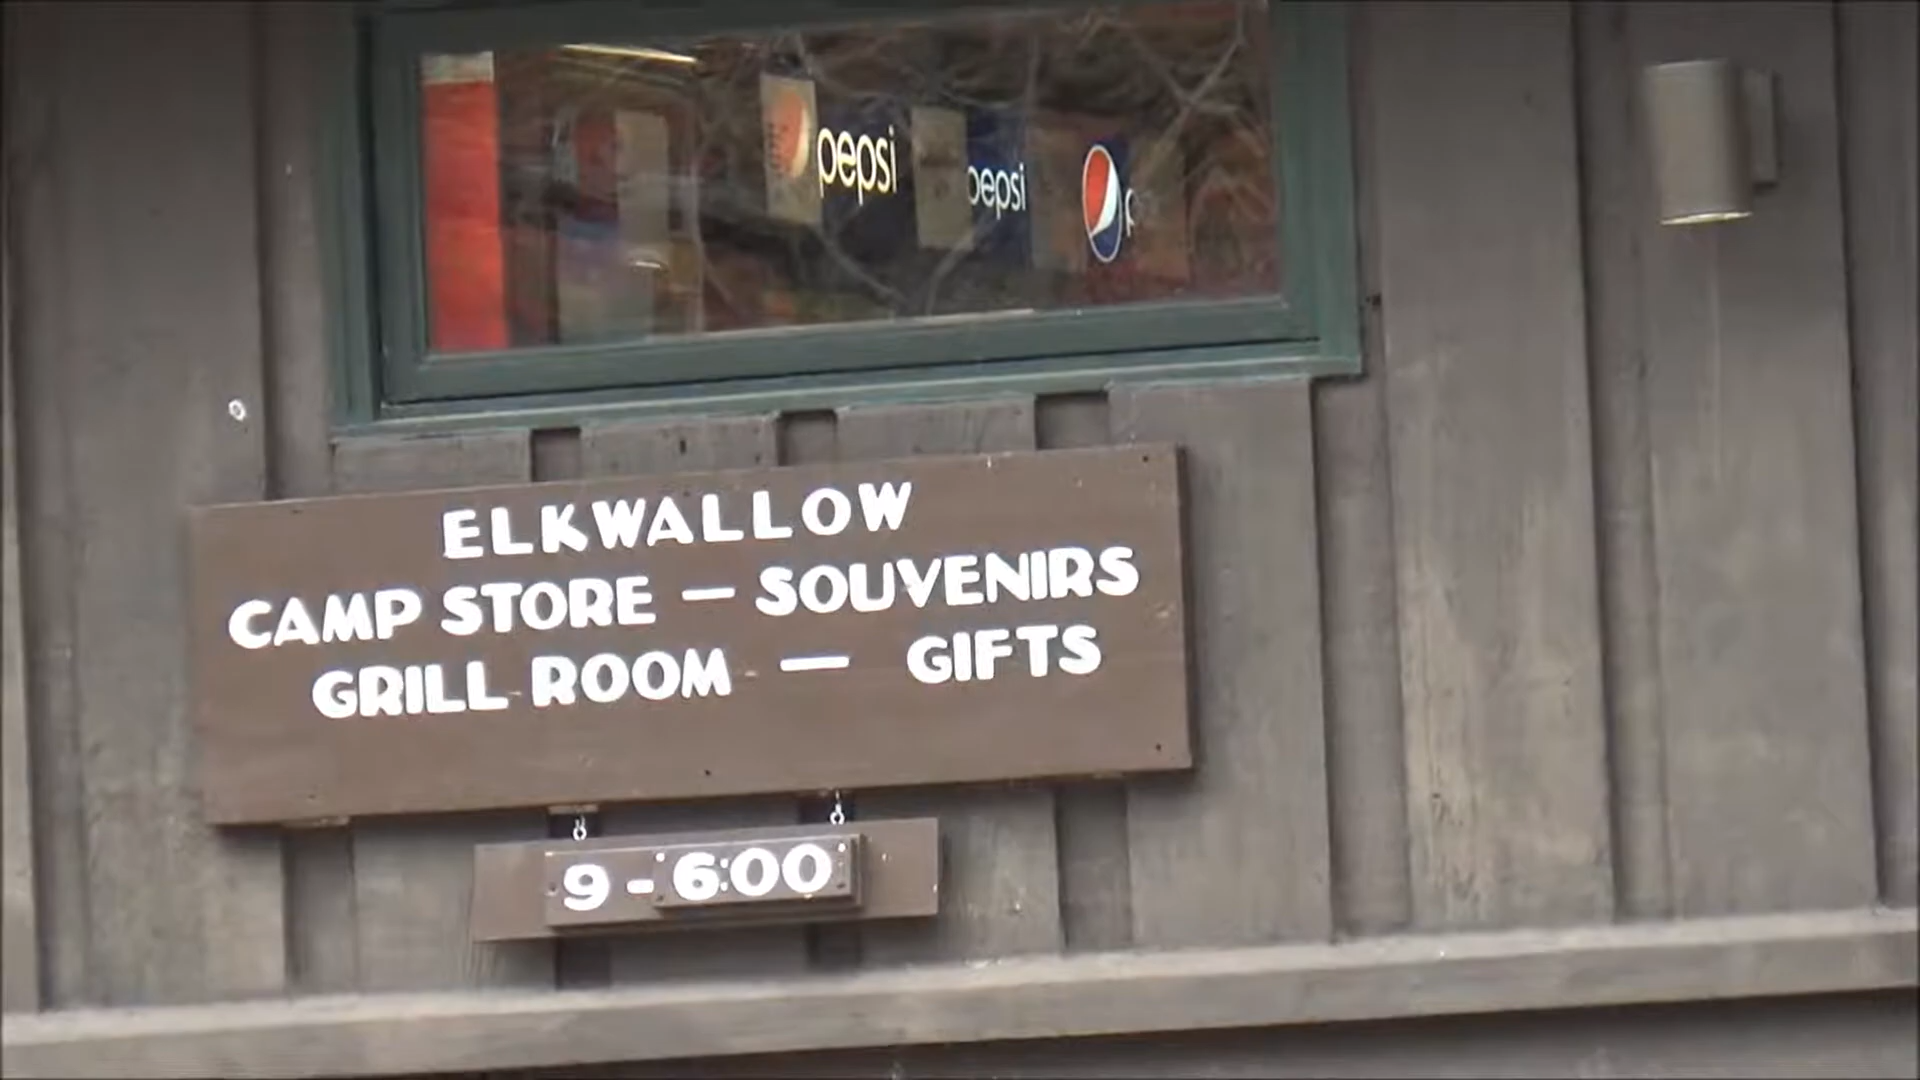 pepsi
pepsi
ELKWALLOW
CAMP STORE — SOUVENIRS
GRILL ROOM — GIFTS
9 - 6:00